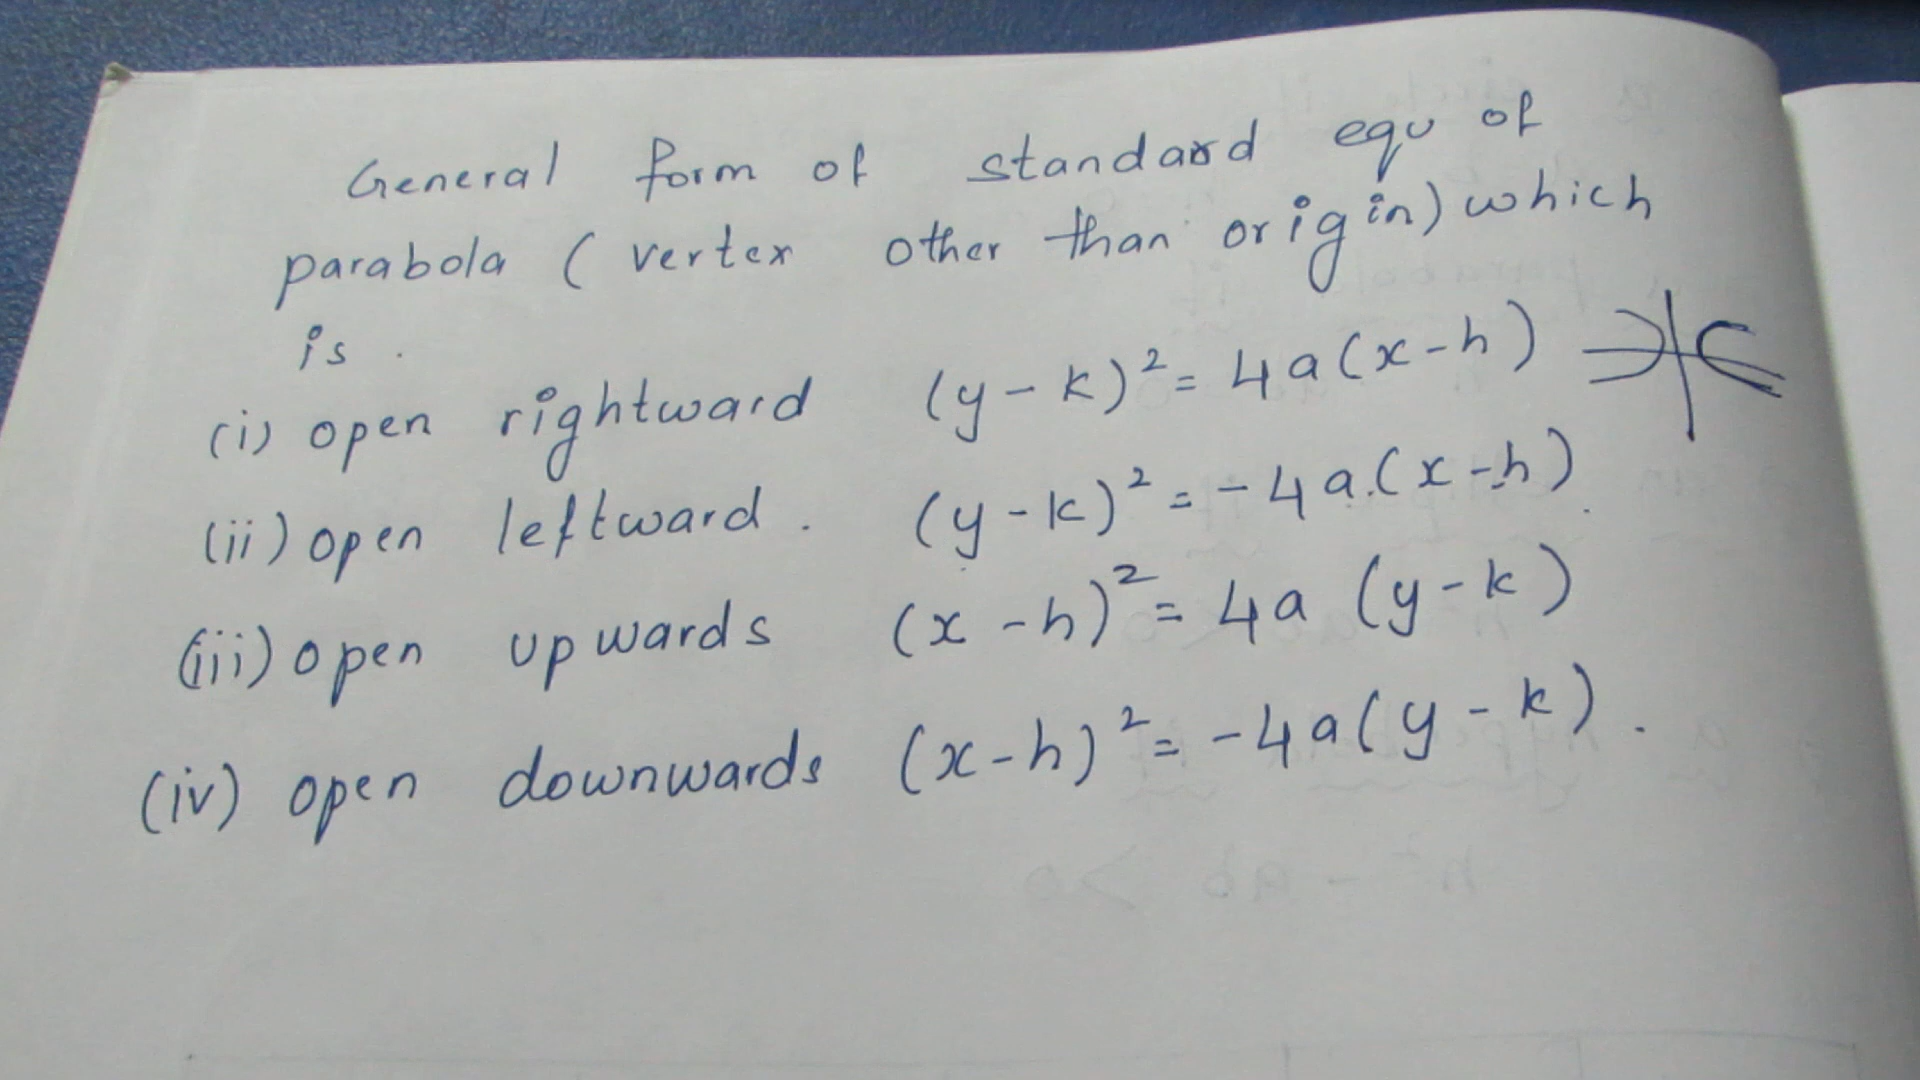 General form of standard equ of
parabola ( vertex other than origin) which
is.
(i) open rightward (y-k)² = 4a(x-h)
(ii) open leftward. (y-k)² = -4a.(x-h).
(iii) open upwards (x-h)² = 4a (y-k)
(iv) open downwards (x-h)² = -4a(y-k).